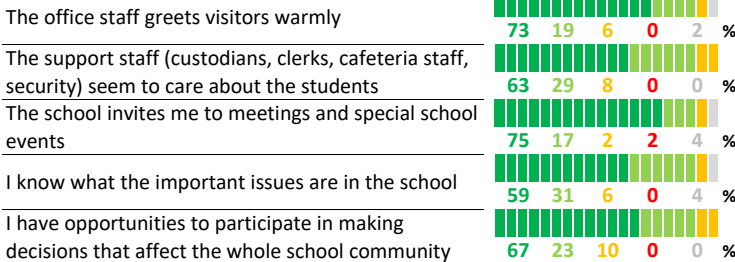 The office staff greets visitors warmly
73 19 6 0 2 %
The support staff (custodians, clerks, cafeteria staff,
security) seem to care about the students
63 29 8 0 0 %
The school invites me to meetings and special school
events
75 17 2 2 4 %
I know what the important issues are in the school
59 31 6 0 4 %
I have opportunities to participate in making
decisions that affect the whole school community
67 23 10 0 0 %